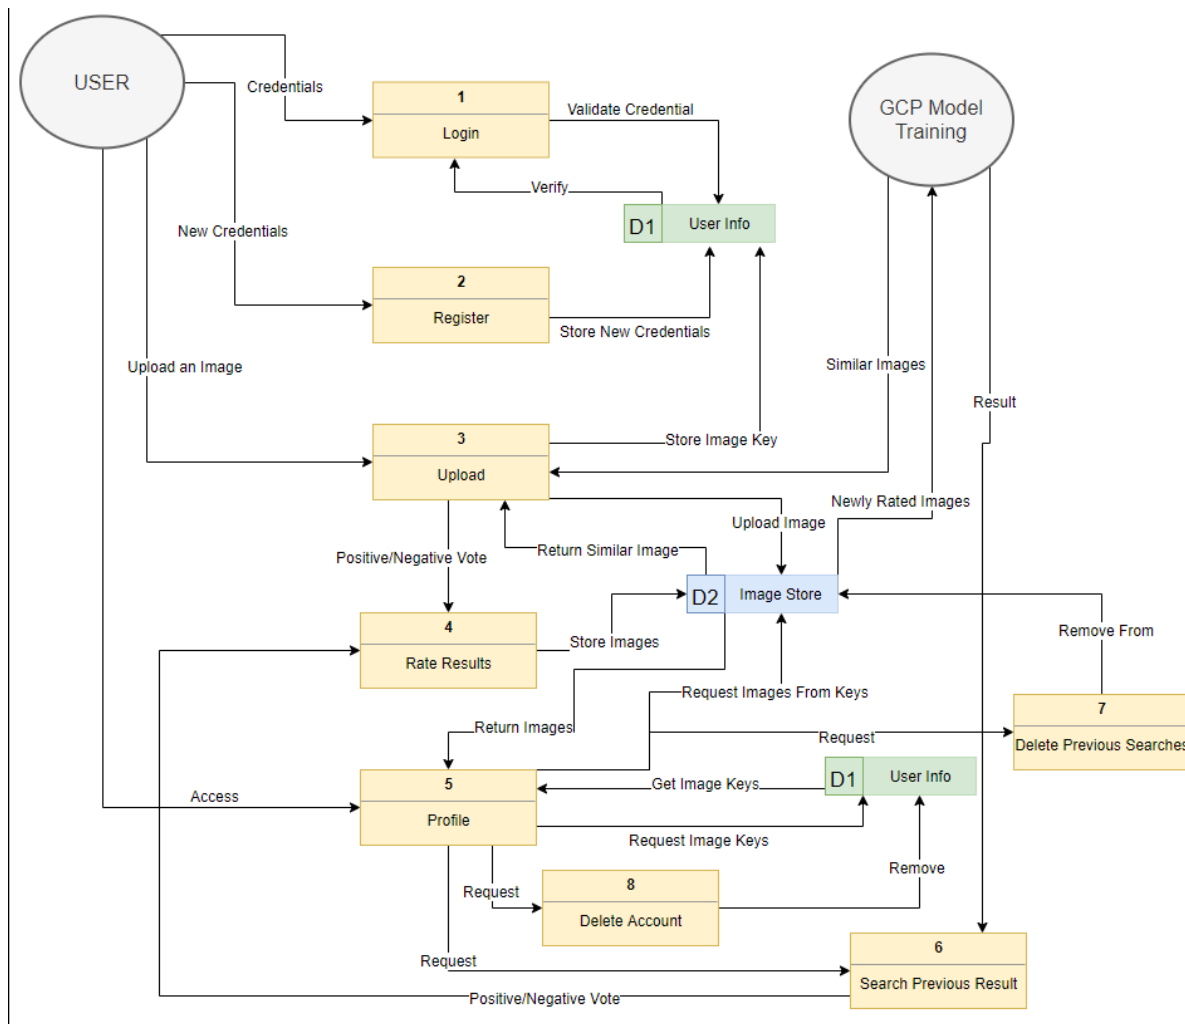 USER
Credentials
1
Login
Validate Credential
GCP Model
Training
Verify
D1
User Info
New Credentials
2
Register
Store New Credentials
Upload an Image
Similar Images
Result
3
Upload
Store Image Key
Newly Rated Images
Upload Image
Return Similar Image
Positive/Negative Vote
D2
Image Store
4
Rate Results
Store Images
Remove From
Request Images From Keys
7
Delete Previous Searches
Return Images
Request
5
Profile
Access
Get Image Keys
D1
User Info
Request Image Keys
Remove
8
Delete Account
Request
6
Search Previous Result
Request
Positive/Negative Vote